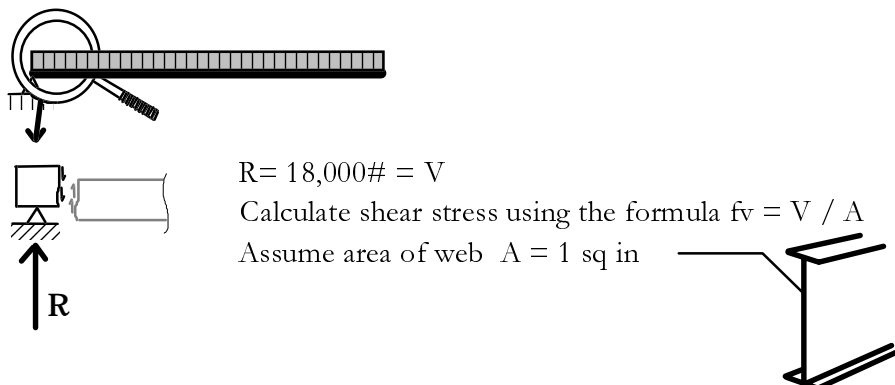 R= 18,000# = V
Calculate shear stress using the formula fv = V / A
Assume area of web A = 1 sq in
R